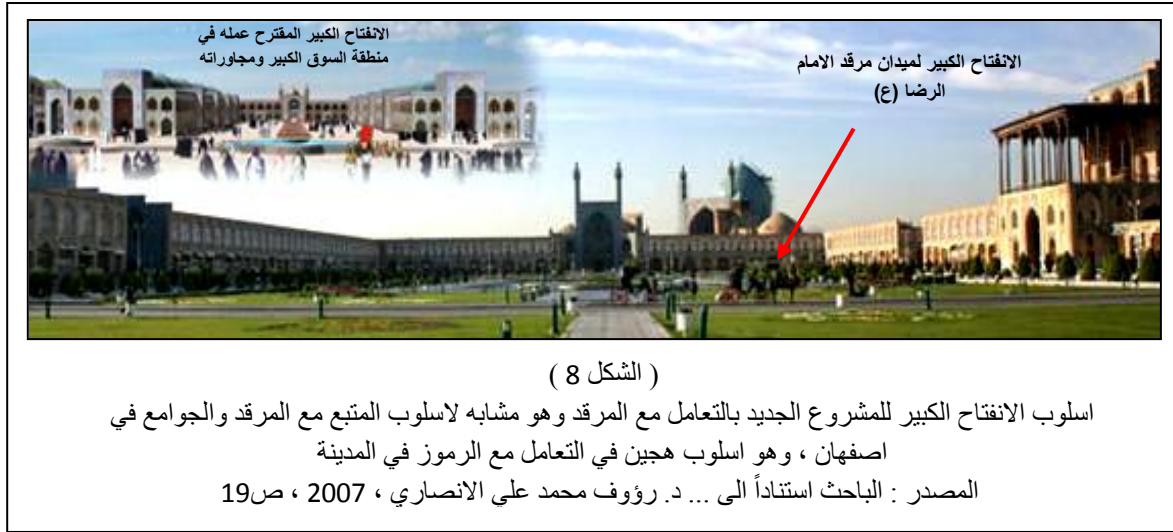 الانفتاح الكبير المقترح عمله في
منطقة السوق الكبير ومجاوراته
الانفتاح الكبير لميدان مرقد الامام
الرضا (ع)
( الشكل 8 )
اسلوب الانفتاح الكبير للمشروع الجديد بالتعامل مع المرقد وهو مشابه لاسلوب المتبع مع المرقد والجوامع في
اصفهان ، وهو اسلوب هجين في التعامل مع الرموز في المدينة
المصدر : الباحث استناداً الى ... د. رؤوف محمد علي الانصاري ، 2007 ، ص19